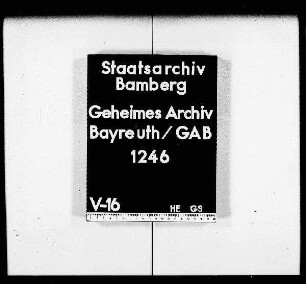 Staatsarchiv
Bamberg
Geheimes Archiv
Bayreuth/GAB
1246
V-16 HE GS